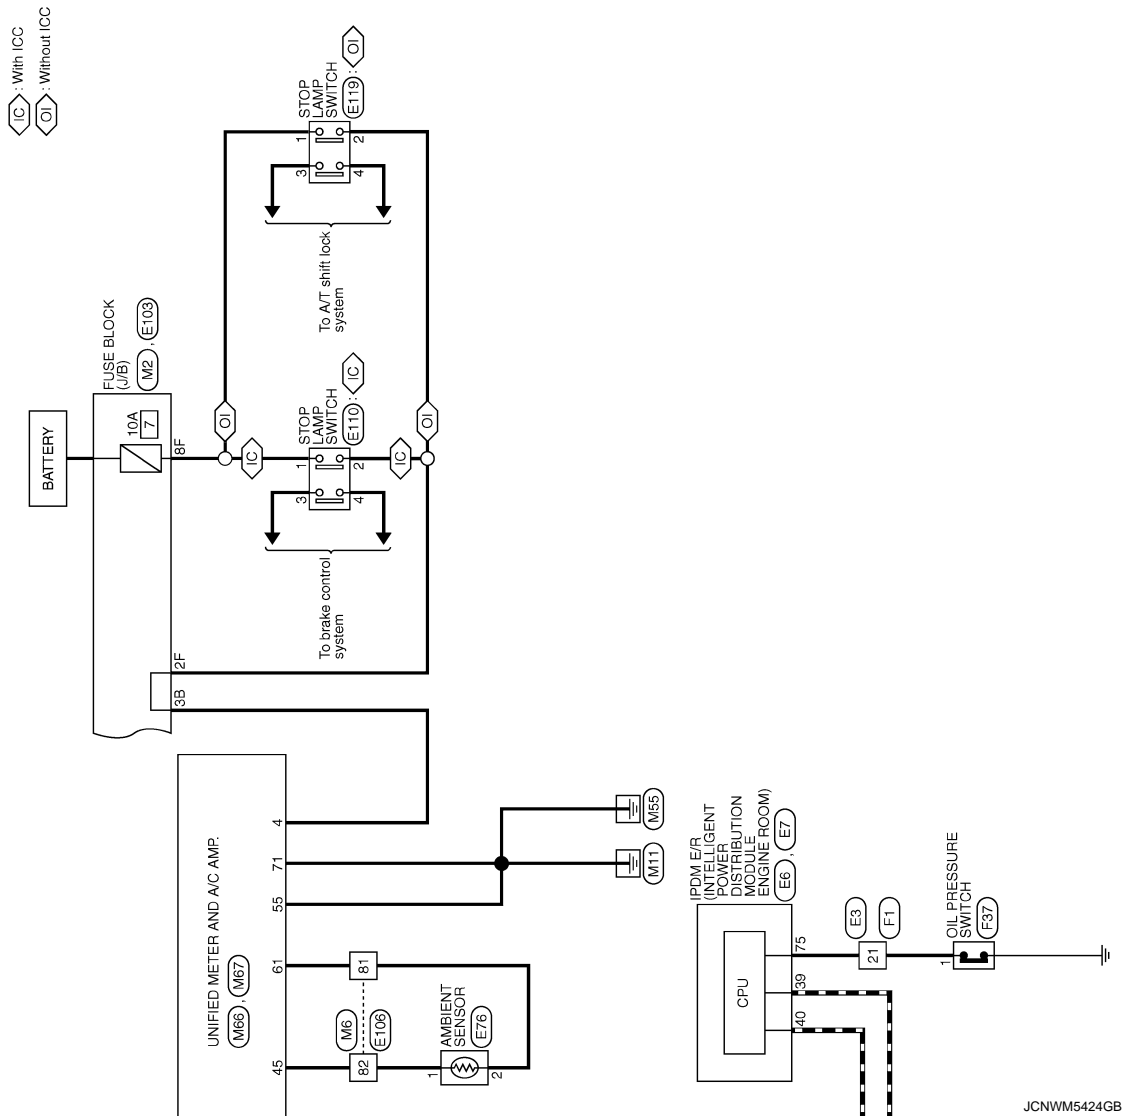 IC : With ICC
OI : Without ICC
STOP
LAMP
SWITCH
E119 : OI
1
2
3
4
To A/T shift lock
system
BATTERY
FUSE BLOCK
(J/B)
M2 , E103
10A
7
8F
OI
OI
IC
IC
STOP
LAMP
SWITCH
E110 : IC
1
2
3
4
To brake control
system
2F
3B
UNIFIED METER AND A/C AMP.
M66 , M67
4
71
55
61
45
M55
M11
81
82
M6
E106
AMBIENT
SENSOR
E76
1
2
IPDM E/R
(INTELLIGENT
POWER
DISTRIBUTION
MODULE
ENGINE ROOM)
E6 , E7
CPU
75
39
40
E3
F1
21
OIL PRESSURE
SWITCH
F37
1
JCNWM5424GB